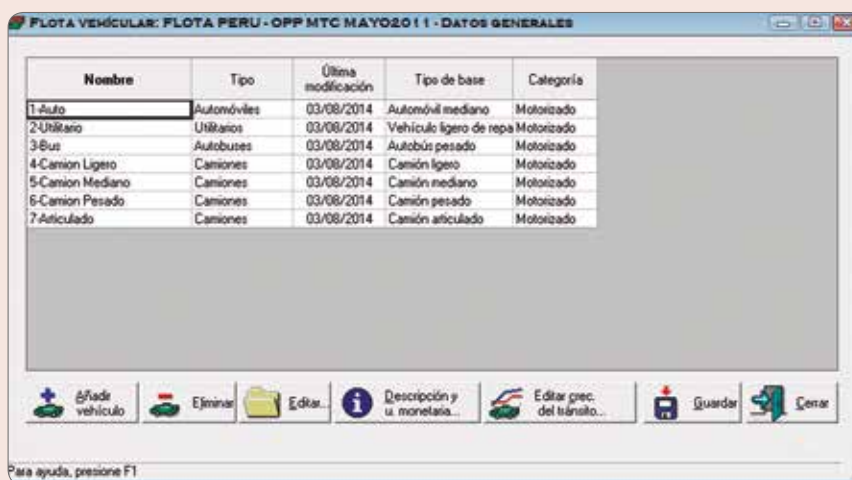 FLOTA VEHÍCULAR: FLOTA PERU - OPP MTC MAYO2011 - DATOS GENERALES
Nombre Tipo Última modificación Tipo de base Categoría
1-Auto Automóviles 03/08/2014 Automóvil mediano Motorizado
2-Utilitario Utilitarios 03/08/2014 Vehículo ligero de repa Motorizado
3-Bus Autobuses 03/08/2014 Autobús pesado Motorizado
4-Camion Ligero Camiones 03/08/2014 Camión ligero Motorizado
5-Camion Mediano Camiones 03/08/2014 Camión mediano Motorizado
6-Camion Pesado Camiones 03/08/2014 Camión pesado Motorizado
7-Articulado Camiones 03/08/2014 Camión articulado Motorizado
Añadir vehículo Eliminar Editar... Descripción y u. monetaria... Editar crec. del tránsito... Guardar Cerrar
Para ayuda, presione F1